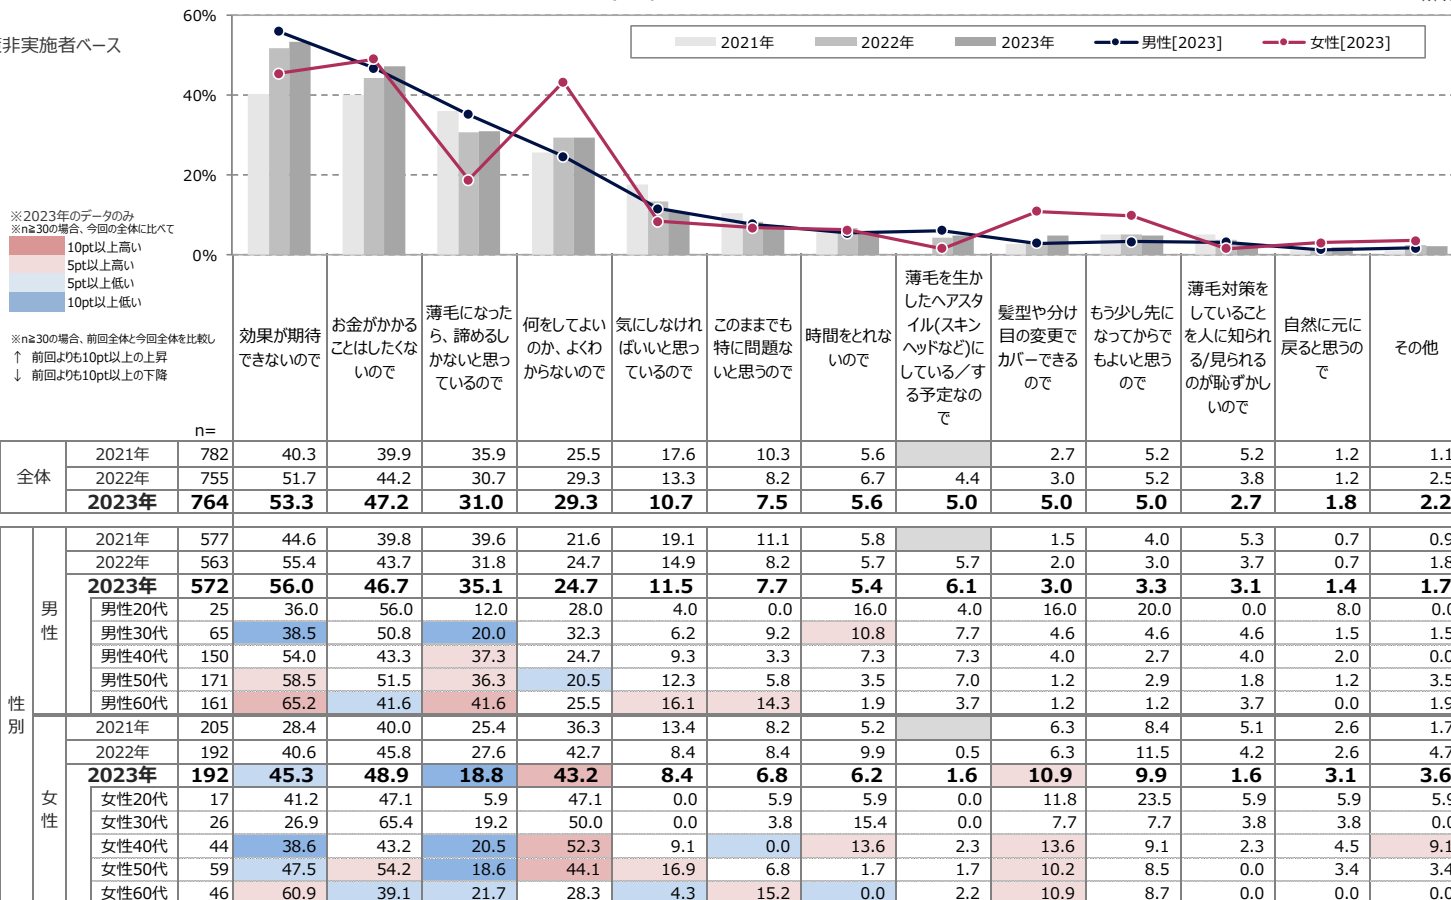 60%
2021年 2022年 2023年 男性[2023] 女性[2023]
非実施者ベース
40%
20%
※2023年のデータのみ
※n≧30の場合、今回の全体に比べて
10pt以上高い
5pt以上高い
5pt以上低い
10pt以上低い
0%
※n≧30の場合、前回全体と今回全体を比較し
↑ 前回よりも10pt以上の上昇
↓ 前回よりも10pt以上の下降
効果が期待
できないので
お金がかかる
ことはしたくな
いので
薄毛になった
ら、諦めるし
かないと思っ
ているので
何をしてよい
のか、よくわ
からないので
気にしなけれ
ばいいと思っ
ているので
このままでも
特に問題な
いと思うので
時間をとれな
いので
薄毛を生か
したヘアスタ
イル(スキン
ヘッドなど)に
している／す
る予定なの
で
髪型や分け
目の変更で
カバーできる
ので
もう少し先に
なってからで
もよいと思う
ので
薄毛対策を
していること
を人に知られ
る/見られる
のが恥ずかし
いので
自然に元に
戻ると思うの
で
その他
n=
全体
2021年 782 40.3 39.9 35.9 25.5 17.6 10.3 5.6 2.7 5.2 5.2 1.2 1.1
2022年 755 51.7 44.2 30.7 29.3 13.3 8.2 6.7 4.4 3.0 5.2 3.8 1.2 2.5
2023年 764 53.3 47.2 31.0 29.3 10.7 7.5 5.6 5.0 5.0 5.0 2.7 1.8 2.2
性別
男性
2021年 577 44.6 39.8 39.6 21.6 19.1 11.1 5.8 1.5 4.0 5.3 0.7 0.9
2022年 563 55.4 43.7 31.8 24.7 14.9 8.2 5.7 5.7 2.0 3.0 3.7 0.7 1.8
2023年 572 56.0 46.7 35.1 24.7 11.5 7.7 5.4 6.1 3.0 3.3 3.1 1.4 1.7
男性20代 25 36.0 56.0 12.0 28.0 4.0 0.0 16.0 4.0 16.0 20.0 0.0 8.0 0.0
男性30代 65 38.5 50.8 20.0 32.3 6.2 9.2 10.8 7.7 4.6 4.6 4.6 1.5 1.5
男性40代 150 54.0 43.3 37.3 24.7 9.3 3.3 7.3 7.3 4.0 2.7 4.0 2.0 0.0
男性50代 171 58.5 51.5 36.3 20.5 12.3 5.8 3.5 7.0 1.2 2.9 1.8 1.2 3.5
男性60代 161 65.2 41.6 41.6 25.5 16.1 14.3 1.9 3.7 1.2 1.2 3.7 0.0 1.9
女性
2021年 205 28.4 40.0 25.4 36.3 13.4 8.2 5.2 6.3 8.4 5.1 2.6 1.7
2022年 192 40.6 45.8 27.6 42.7 8.4 8.4 9.9 0.5 6.3 11.5 4.2 2.6 4.7
2023年 192 45.3 48.9 18.8 43.2 8.4 6.8 6.2 1.6 10.9 9.9 1.6 3.1 3.6
女性20代 17 41.2 47.1 5.9 47.1 0.0 5.9 5.9 0.0 11.8 23.5 5.9 5.9 5.9
女性30代 26 26.9 65.4 19.2 50.0 0.0 3.8 15.4 0.0 7.7 7.7 3.8 3.8 0.0
女性40代 44 38.6 43.2 20.5 52.3 9.1 0.0 13.6 2.3 13.6 9.1 2.3 4.5 9.1
女性50代 59 47.5 54.2 18.6 44.1 16.9 6.8 1.7 1.7 10.2 8.5 0.0 3.4 3.4
女性60代 46 60.9 39.1 21.7 28.3 4.3 15.2 0.0 2.2 10.9 8.7 0.0 0.0 0.0